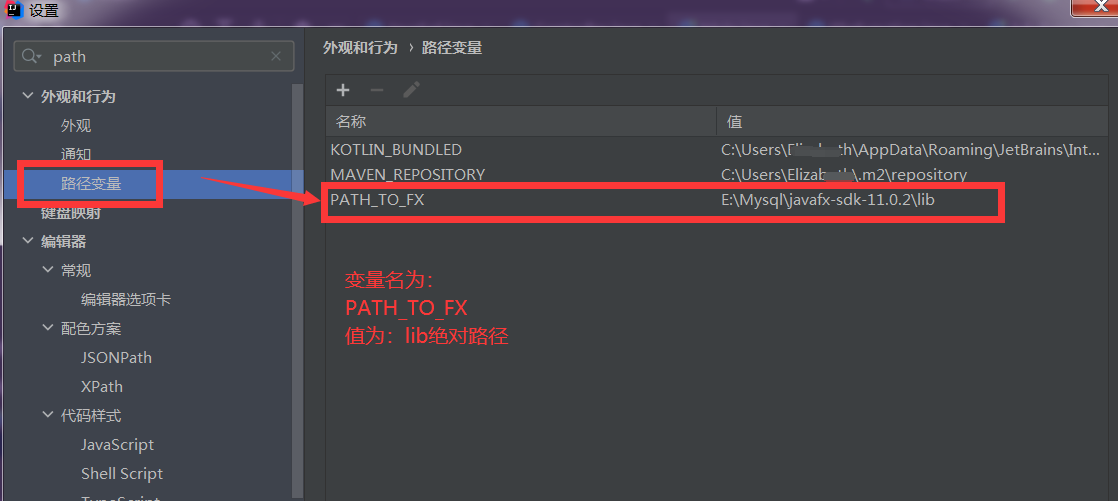 设置
path
外观和行为
外观
通知
路径变量
键盘映射
编辑器
常规
编辑器选项卡
配色方案
JSONPath
XPath
代码样式
JavaScript
Shell Script
TypeScript
外观和行为 › 路径变量
名称 值
KOTLIN_BUNDLED C:\Users\ \AppData\Roaming\JetBrains\Int...
MAVEN_REPOSITORY C:\Users\ \.m2\repository
PATH_TO_FX E:\Mysql\javafx-sdk-11.0.2\lib
变量名为：
PATH_TO_FX
值为：lib绝对路径